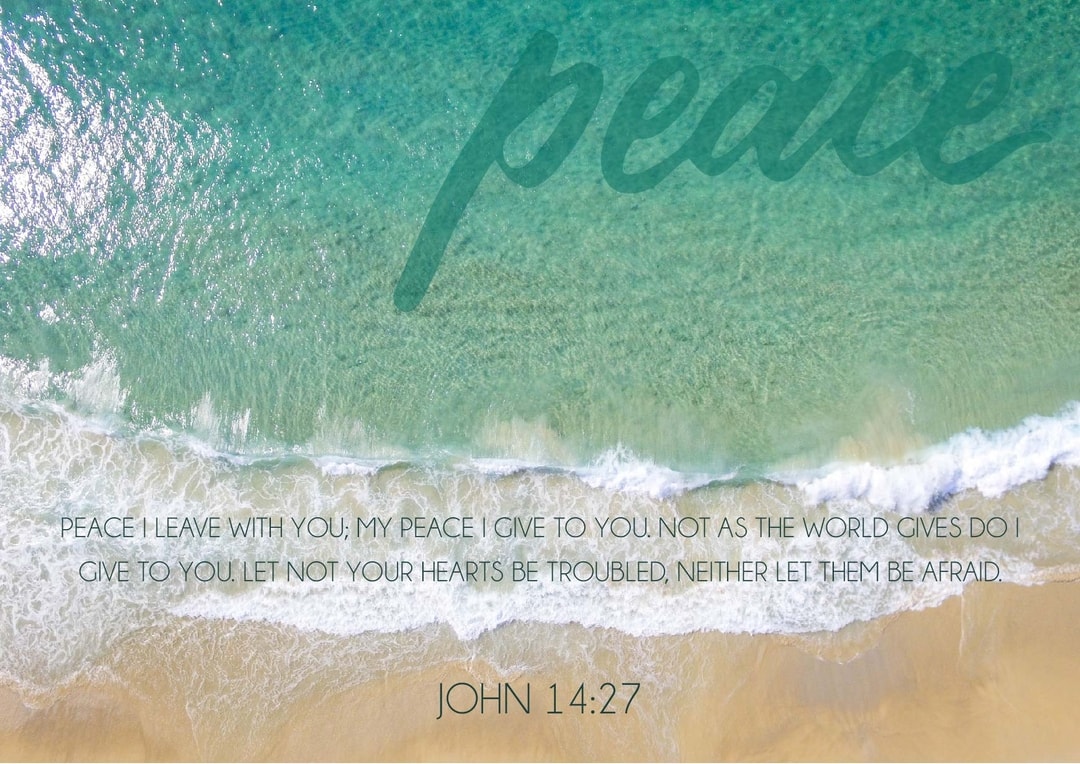 peace
PEACE I LEAVE WITH YOU; MY PEACE I GIVE TO YOU. NOT AS THE WORLD GIVES DO I
GIVE TO YOU. LET NOT YOUR HEARTS BE TROUBLED, NEITHER LET THEM BE AFRAID.
JOHN 14:27